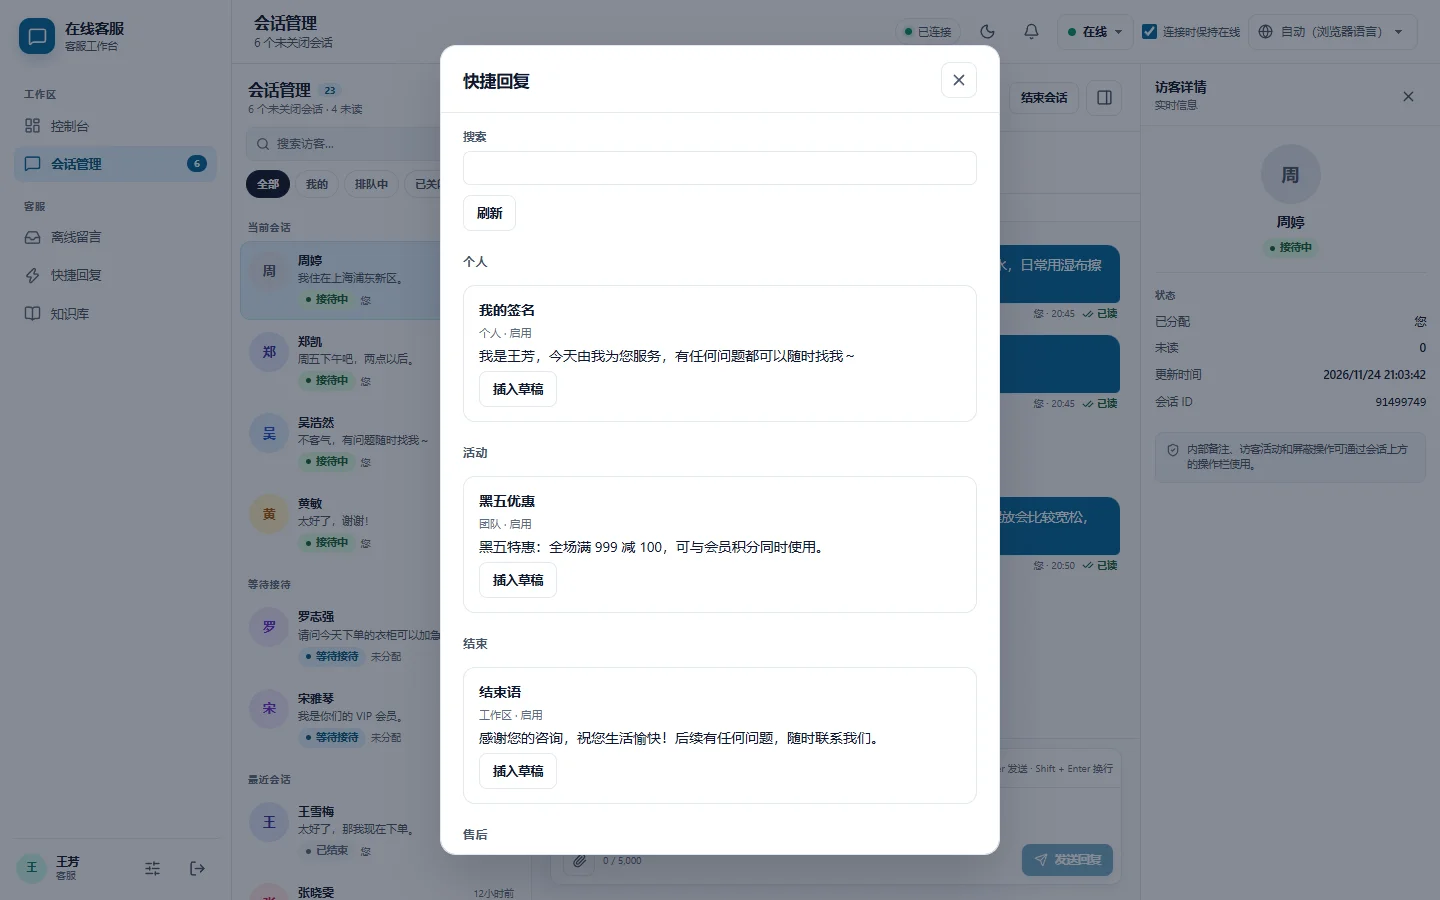 在线客服
客服工作台
工作区
控制台
会话管理
6
客服
离线留言
快捷回复
知识库
王
王芳
客服
会话管理
6 个未关闭会话
已连接
在线
连接时保持在线
自动（浏览器语言）
会话管理 23
6 个未关闭会话 · 4 未读
搜索访客...
全部
我的
排队中
已关
当前会话
周
周婷
我住在上海浦东新区。
接待中 您
郑
郑凯
周五下午吧，两点以后。
接待中 您
吴
吴浩然
不客气，有问题随时找我～
接待中 您
黄
黄敏
太好了，谢谢！
接待中 您
等待接待
罗
罗志强
请问今天下单的衣柜可以加急
等待接待 未分配
宋
宋雅琴
我是你们的 VIP 会员。
等待接待 未分配
最近会话
王
王雪梅
太好了，那我现在下单。
已结束 您
张晓雯
12小时前
快捷回复
搜索
刷新
个人
我的签名
个人 · 启用
我是王芳，今天由我为您服务，有任何问题都可以随时找我～
插入草稿
活动
黑五优惠
团队 · 启用
黑五特惠：全场满 999 减 100，可与会员积分同时使用。
插入草稿
结束
结束语
工作区 · 启用
感谢您的咨询，祝您生活愉快！后续有任何问题，随时联系我们。
插入草稿
售后
结束会话
水，日常用湿布擦
您 · 20:45 已读
您 · 20:45 已读
放会比较宽松，
您 · 20:50 已读
发送 · Shift + Enter 换行
0 / 5,000
发送回复
访客详情
实时信息
周
周婷
接待中
状态
已分配 您
未读 0
更新时间 2026/11/24 21:03:42
会话 ID 91499749
内部备注、访客活动和屏蔽操作可通过会话上方
的操作栏使用。